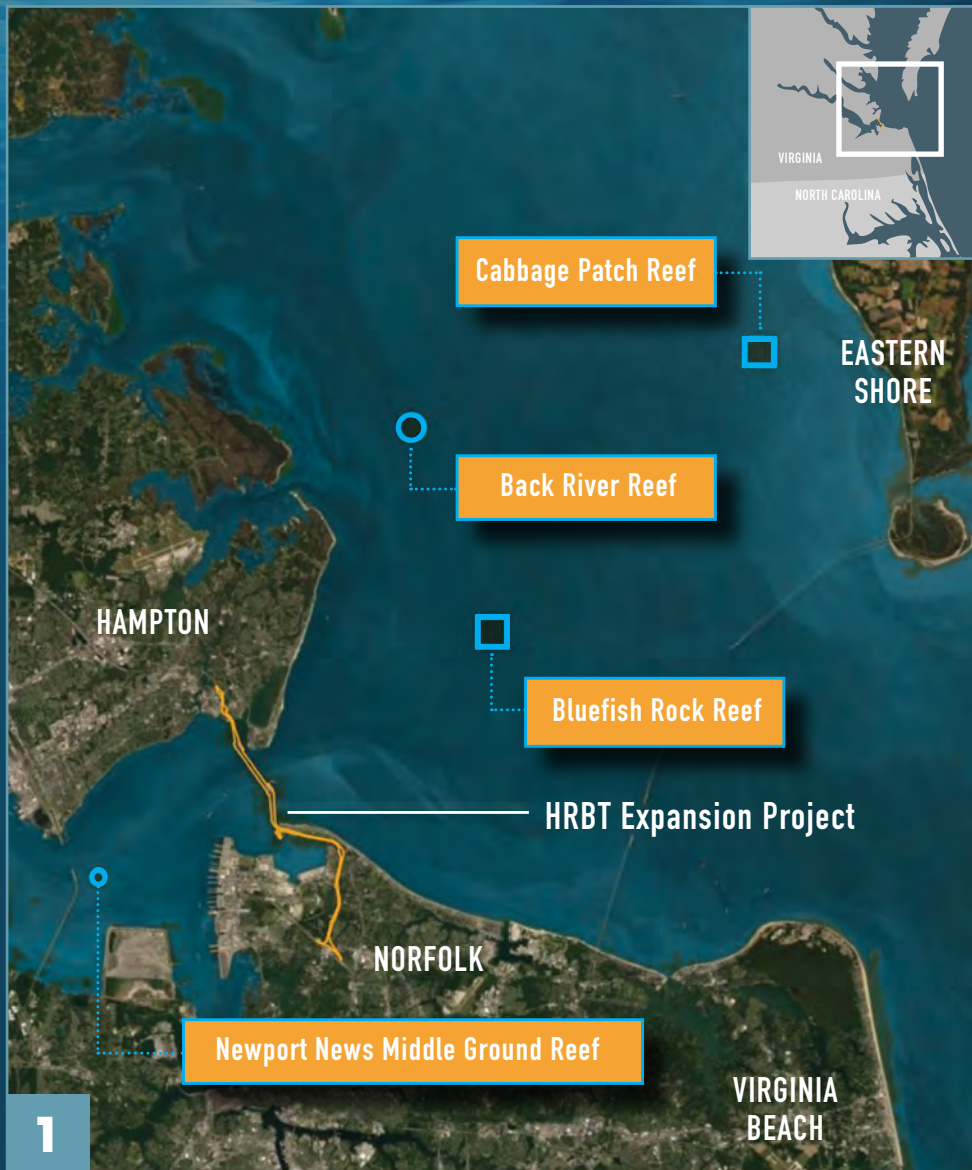 VIRGINIA
NORTH CAROLINA
Cabbage Patch Reef
EASTERN
SHORE
Back River Reef
HAMPTON
Bluefish Rock Reef
HRBT Expansion Project
NORFOLK
Newport News Middle Ground Reef
VIRGINIA
BEACH
1